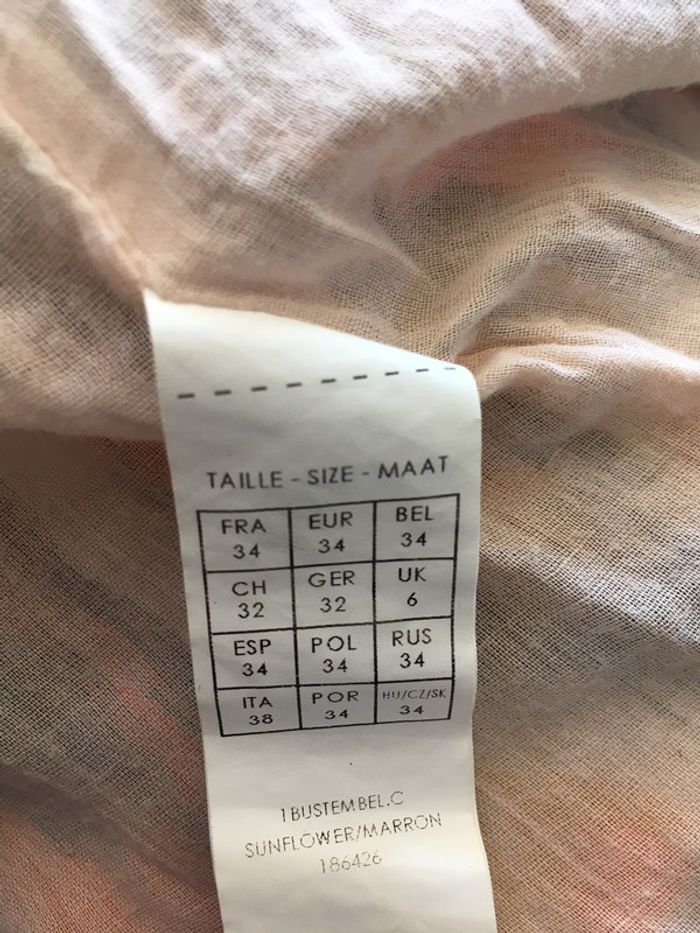 TAILLE - SIZE - MAAT
FRA EUR BEL
34 34 34
CH GER UK
32 32 6
ESP POL RUS
34 34 34
ITA POR HU/CZ/SK
38 34 34
1BUSTEMBEL.C
SUNFLOWER/MARRON
186426